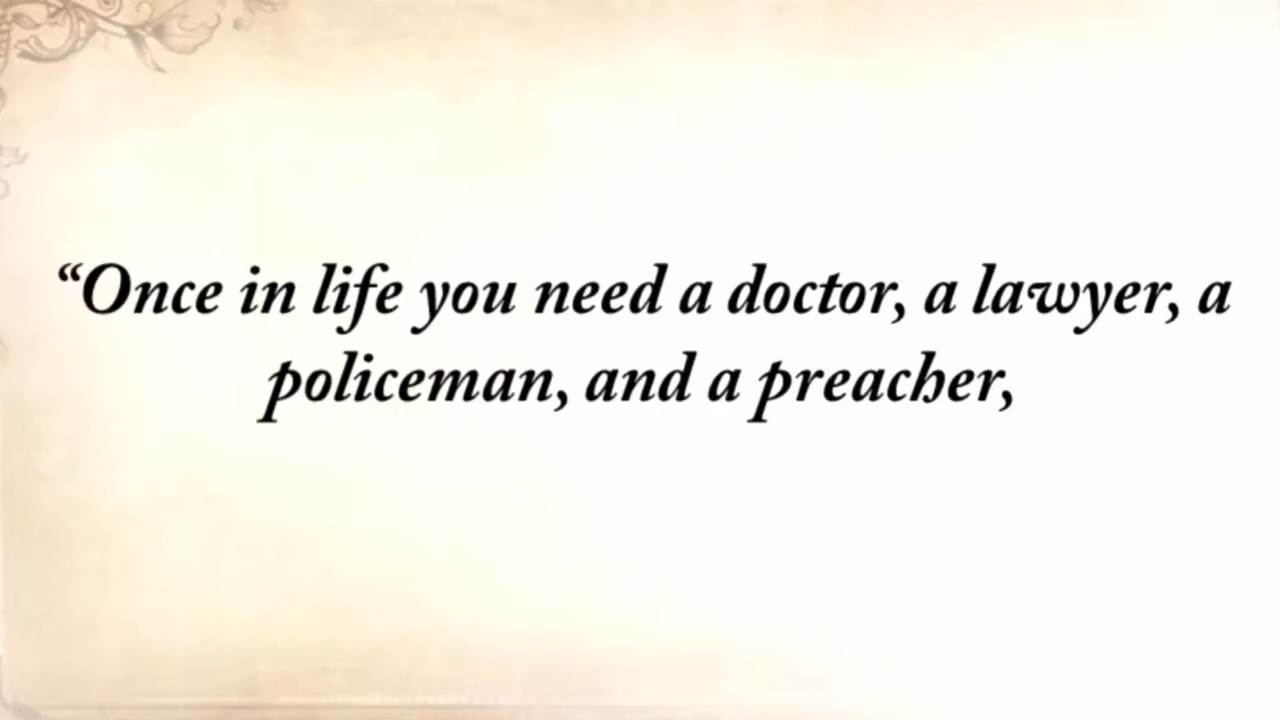 “Once in life you need a doctor, a lawyer, a
policeman, and a preacher,